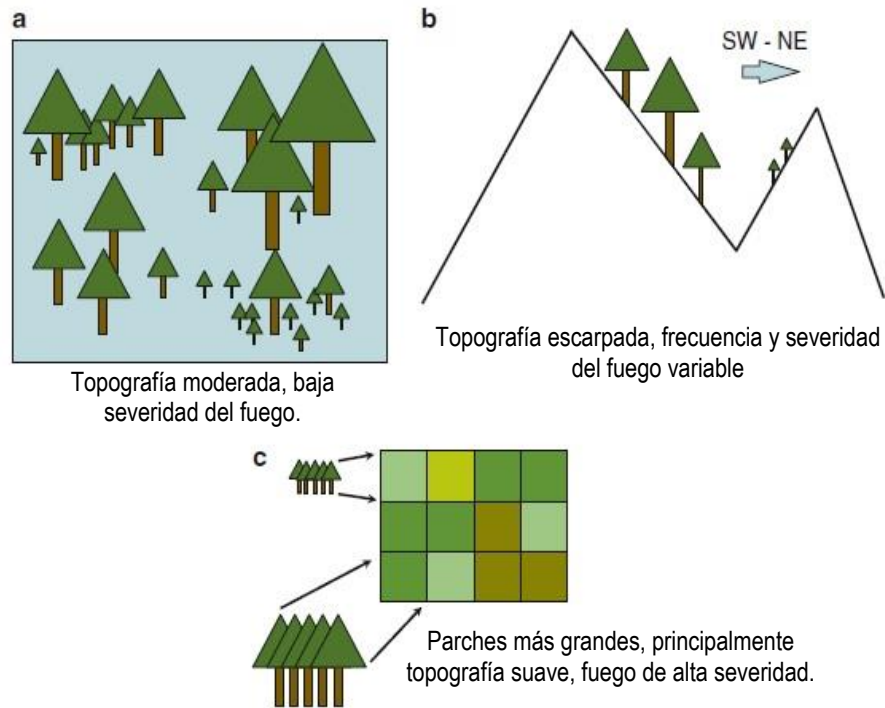 a
Topografía moderada, baja
severidad del fuego.
b
SW - NE
Topografía escarpada, frecuencia y severidad
del fuego variable
c
Parches más grandes, principalmente
topografía suave, fuego de alta severidad.